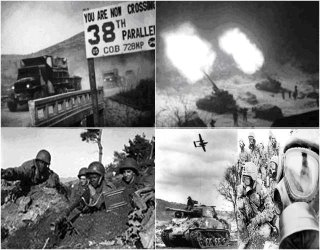 YOU ARE NOW CROSSING
38TH
PARALLEL
COB 728MP